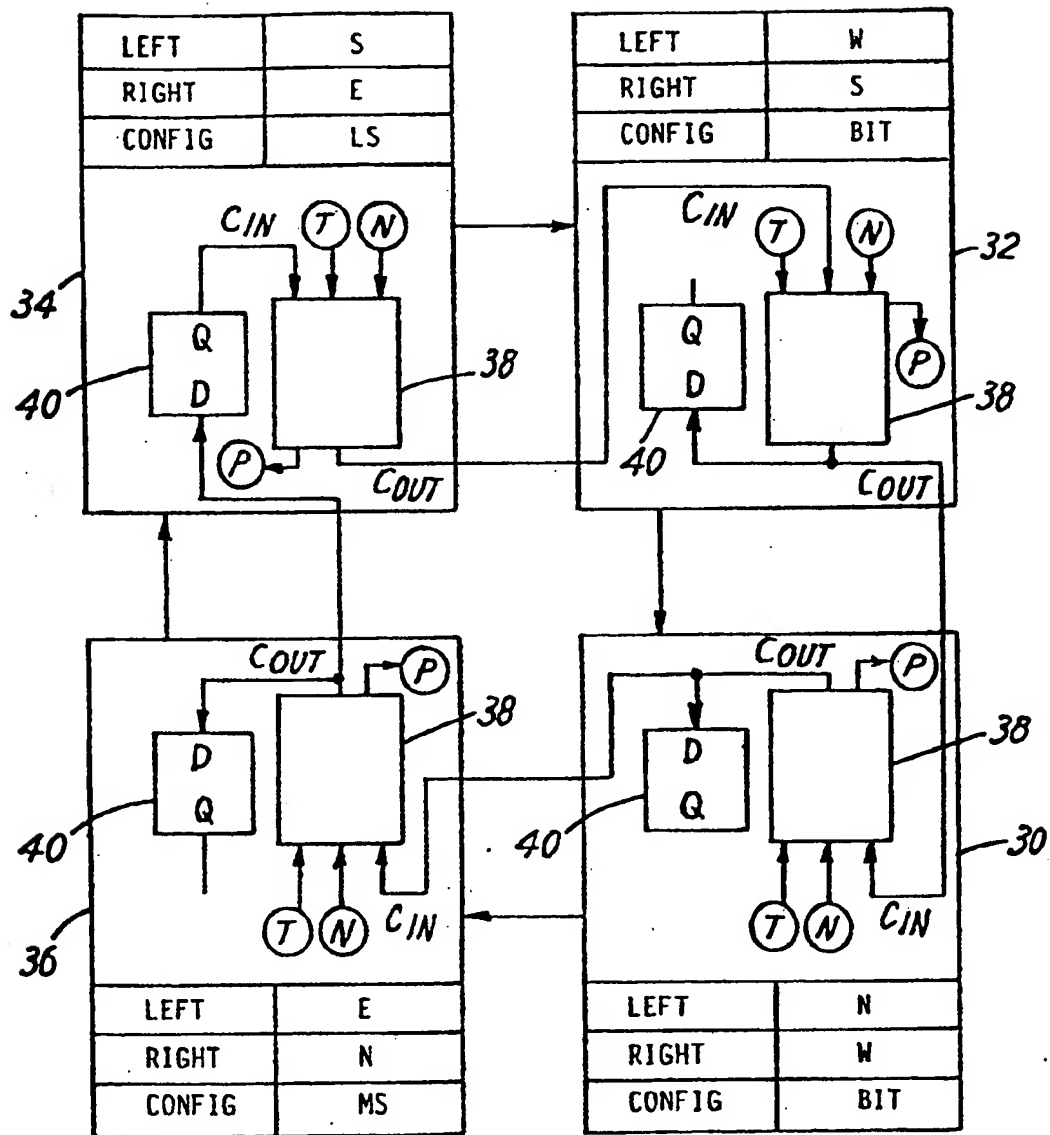 LEFT S
RIGHT E
CONFIG LS
CIN
T
N
34
Q
D
40
38
P
COUT
LEFT W
RIGHT S
CONFIG BIT
CIN
T
N
32
Q
D
P
38
40
COUT
COUT
P
38
D
Q
40
T
N
CIN
36
LEFT E
RIGHT N
CONFIG MS
COUT
P
38
D
Q
40
30
T
N
CIN
LEFT N
RIGHT W
CONFIG BIT